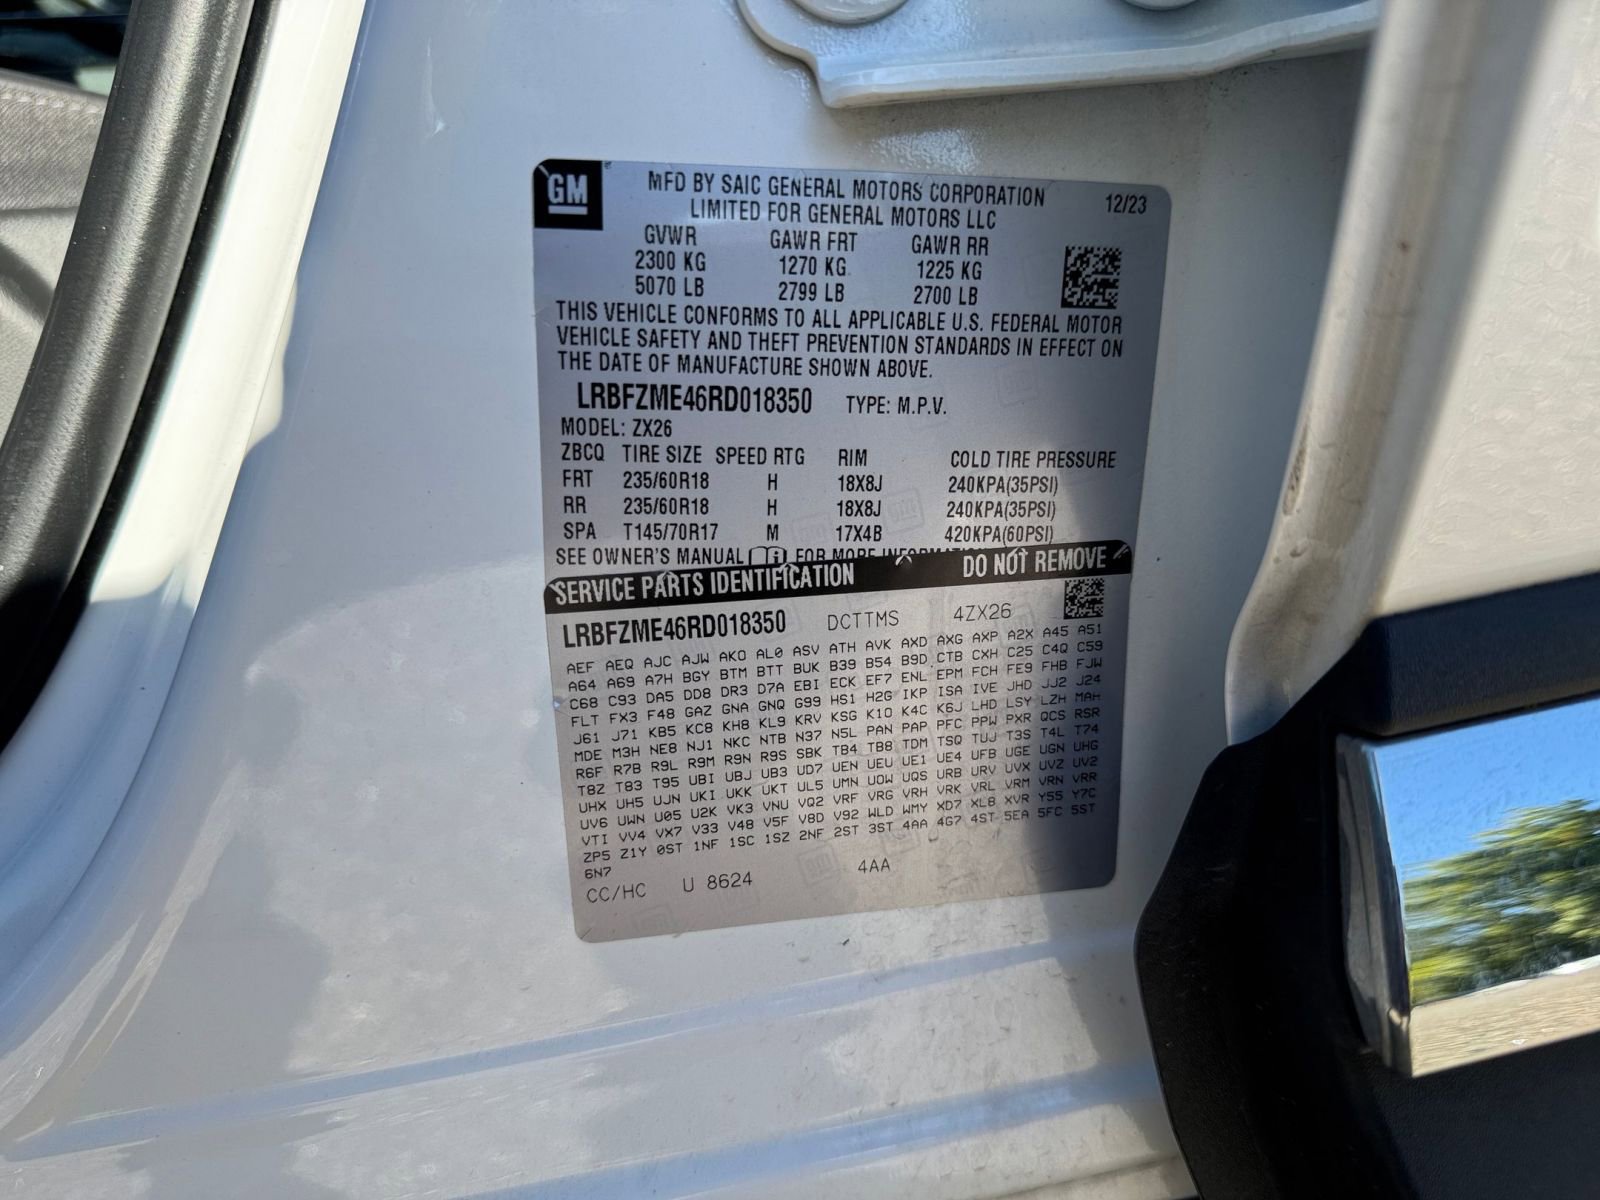 GM
MFD BY SAIC GENERAL MOTORS CORPORATION 12/23
LIMITED FOR GENERAL MOTORS LLC
GVWR GAWR FRT GAWR RR
2300 KG 1270 KG 1225 KG
5070 LB 2799 LB 2700 LB
THIS VEHICLE CONFORMS TO ALL APPLICABLE U.S. FEDERAL MOTOR
VEHICLE SAFETY AND THEFT PREVENTION STANDARDS IN EFFECT ON
THE DATE OF MANUFACTURE SHOWN ABOVE.
LRBFZME46RD018350 TYPE: M.P.V.
MODEL: ZX26
ZBCQ TIRE SIZE SPEED RTG RIM COLD TIRE PRESSURE
FRT 235/60R18 H 18X8J 240KPA(35PSI)
RR 235/60R18 H 18X8J 240KPA(35PSI)
SPA T145/70R17 M 17X4B 420KPA(60PSI)
SEE OWNER'S MANUAL FOR MORE INFORMATION
SERVICE PARTS IDENTIFICATION DO NOT REMOVE
LRBFZME46RD018350 DCTTMS 4ZX26
AEF AEQ AJC AJW AKO AL0 ASV ATH AVK AXD AXG AXP A2X A45 A51
A64 A69 A7H BGY BTM BTT BUK B39 B54 B9D CTB CXH C25 C4Q C59
C68 C93 DA5 DD8 DR3 D7A EBI ECK EF7 ENL EPM FCH FE9 FHB FJW
FLT FX3 F48 GAZ GNA GNQ G99 HS1 H2G IKP ISA IVE JHD JJ2 J24
J61 J71 KB5 KC8 KH8 KL9 KRV KSG K10 K4C K6J LHD LSY LZH MAH
MDE M3H NE8 NJ1 NKC NTB N37 N5L PAN PAP PFC PPW PXR QCS RSR
R6F R7B R9L R9M R9N R9S SBK TB4 TB8 TDM TSQ TUJ T3S T4L T74
T8Z T83 T95 UBI UBJ UB3 UD7 UEN UEU UE1 UE4 UFB UGE UGN UHG
UHX UH5 UJN UKI UKK UKT UL5 UMN UOW UQS URB URV UVX UVZ UV2
UV6 UWN U05 U2K VK3 VNU VQ2 VRF VRG VRH VRK VRL VRM VRN VRR
VTI VV4 VX7 V33 V48 V5F V8D V92 WLD WMY XD7 XL8 XVR Y5S Y7C
ZP5 Z1Y 0ST 1NF 1SC 1SZ 2NF 2ST 3ST 4AA 4G7 4ST 5EA 5FC 5ST
6N7
CC/HC U 8624 4AA